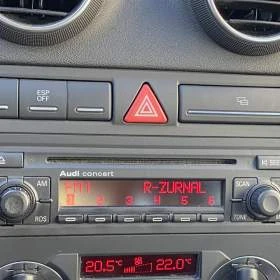 ESP
OFF
Audi concert
FM1 R-ZURNAL
1 2 3 4 5 6
AM
RDS
SCAN
TONE
20.5°C 22.0°C